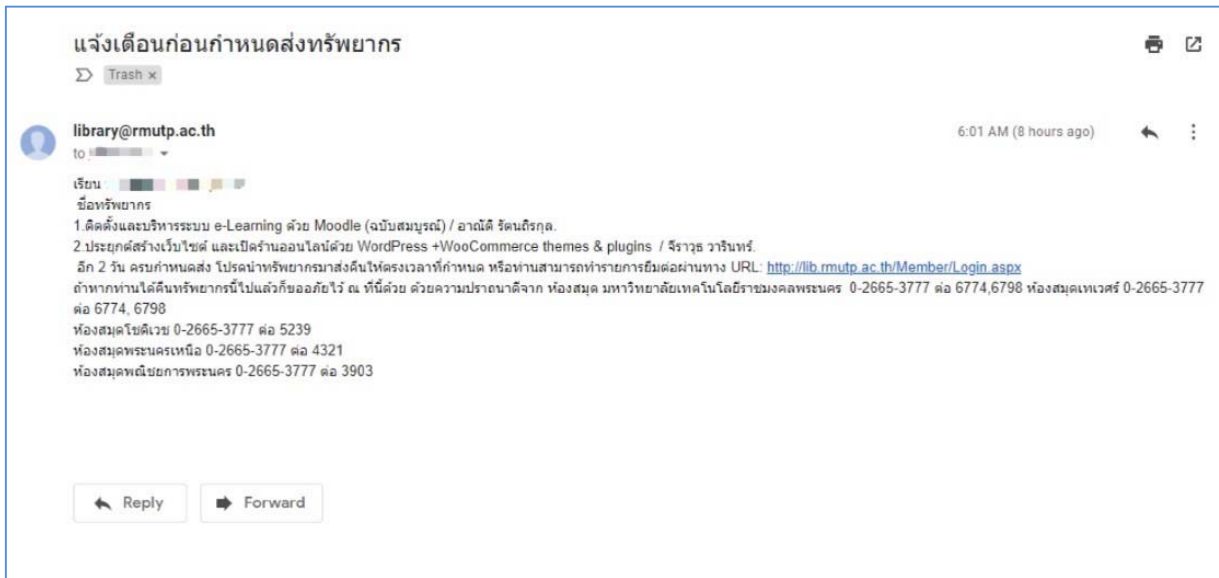 แจ้งเตือนก่อนกำหนดส่งทรัพยากร
Trash ×
library@rmutp.ac.th
6:01 AM (8 hours ago)
to
เรียน
ชื่อทรัพยากร
1.ติดตั้งและบริหารระบบ e-Learning ด้วย Moodle (ฉบับสมบูรณ์) / อาณัติ รัตนถิรกุล.
2.ประยุกต์สร้างเว็บไซต์ และเปิดร้านออนไลน์ด้วย WordPress +WooCommerce themes & plugins / จีราวุธ วารินทร์.
อีก 2 วัน ครบกำหนดส่ง โปรดนำทรัพยากรมาส่งคืนให้ตรงเวลาที่กำหนด หรือท่านสามารถทำรายการยืมต่อผ่านทาง URL: http://lib.rmutp.ac.th/Member/Login.aspx
ถ้าหากท่านได้คืนทรัพยากรนี้ไปแล้วก็ขออภัยไว้ ณ ที่นี้ด้วย ด้วยความปราถนาดีจาก ห้องสมุด มหาวิทยาลัยเทคโนโลยีราชมงคลพระนคร 0-2665-3777 ต่อ 6774,6798 ห้องสมุดเทเวศร์ 0-2665-3777
ต่อ 6774, 6798
ห้องสมุดโชติเวช 0-2665-3777 ต่อ 5239
ห้องสมุดพระนครเหนือ 0-2665-3777 ต่อ 4321
ห้องสมุดพณิชยการพระนคร 0-2665-3777 ต่อ 3903
Reply
Forward